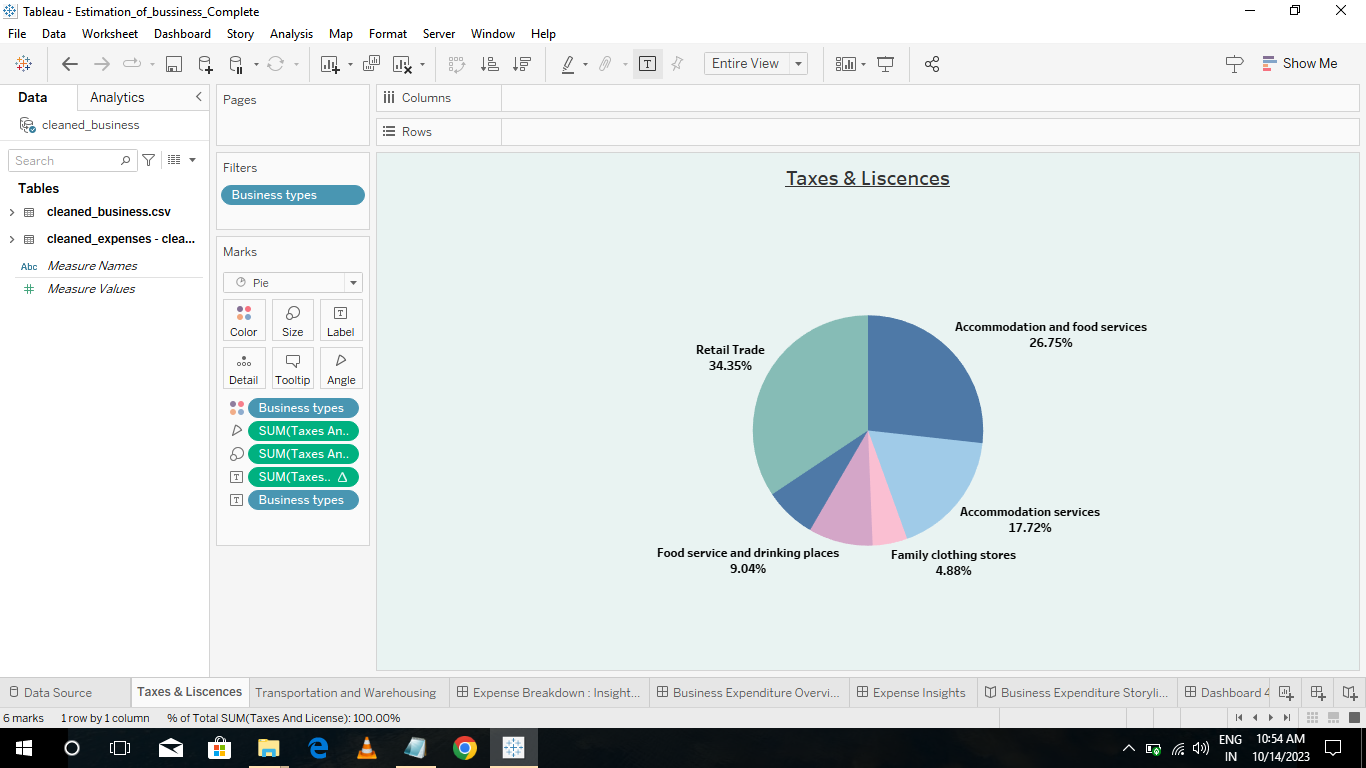 Tableau - Estimation_of_bussiness_Complete
File Data Worksheet Dashboard Story Analysis Map Format Server Window Help
Entire View
Show Me
Data Analytics
cleaned_business
Search
Tables
cleaned_business.csv
cleaned_expenses - clea...
Abc Measure Names
# Measure Values
Pages
Filters
Business types
Marks
Pie
Color Size Label
Detail Tooltip Angle
Business types
SUM(Taxes An..
SUM(Taxes An..
SUM(Taxes.. Δ
Business types
Columns
Rows
Taxes & Liscences
Accommodation and food services
26.75%
Retail Trade
34.35%
Accommodation services
17.72%
Food service and drinking places
9.04%
Family clothing stores
4.88%
Data Source Taxes & Liscences Transportation and Warehousing Expense Breakdown : Insight... Business Expenditure Overvi... Expense Insights Business Expenditure Storyli... Dashboard 4
6 marks 1 row by 1 column % of Total SUM(Taxes And License): 100.00%
ENG 10:54 AM
IN 10/14/2023